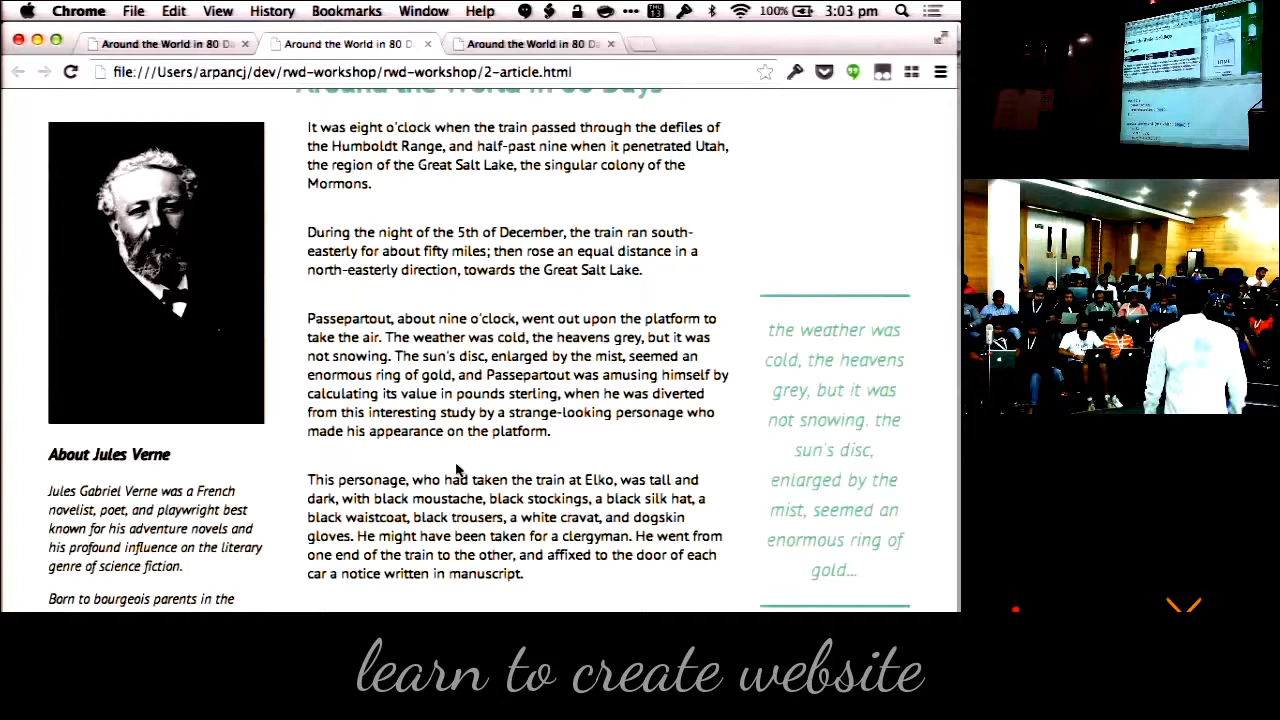 Chrome File Edit View History Bookmarks Window Help THU 13 100% 3:03 pm
Around the World in 80 Da
Around the World in 80 D
Around the World in 80 Da
file:///Users/arpancj/dev/rwd-workshop/rwd-workshop/2-article.html
Around the World in 80 Days
It was eight o'clock when the train passed through the defiles of
the Humboldt Range, and half-past nine when it penetrated Utah,
the region of the Great Salt Lake, the singular colony of the
Mormons.
During the night of the 5th of December, the train ran south-
easterly for about fifty miles; then rose an equal distance in a
north-easterly direction, towards the Great Salt Lake.
Passepartout, about nine o'clock, went out upon the platform to
take the air. The weather was cold, the heavens grey, but it was
not snowing. The sun's disc, enlarged by the mist, seemed an
enormous ring of gold, and Passepartout was amusing himself by
calculating its value in pounds sterling, when he was diverted
from this interesting study by a strange-looking personage who
made his appearance on the platform.
This personage, who had taken the train at Elko, was tall and
dark, with black moustache, black stockings, a black silk hat, a
black waistcoat, black trousers, a white cravat, and dogskin
gloves. He might have been taken for a clergyman. He went from
one end of the train to the other, and affixed to the door of each
car a notice written in manuscript.
About Jules Verne
Jules Gabriel Verne was a French
novelist, poet, and playwright best
known for his adventure novels and
his profound influence on the literary
genre of science fiction.
Born to bourgeois parents in the
the weather was
cold, the heavens
grey, but it was
not snowing. the
sun's disc,
enlarged by the
mist, seemed an
enormous ring of
gold...
learn to create website